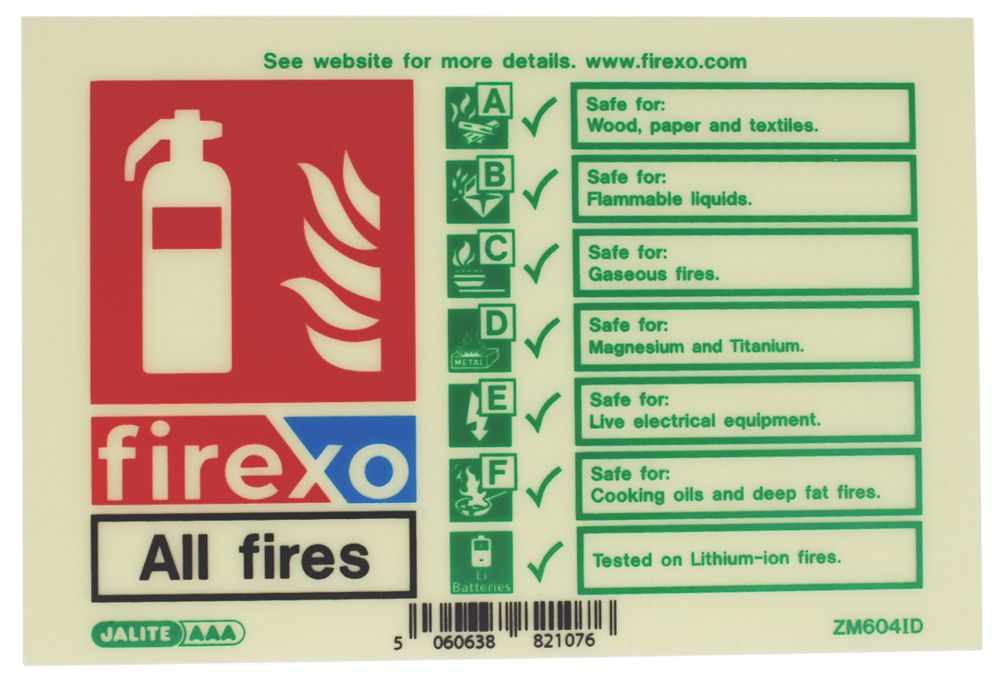 See website for more details. www.firexo.com
A
Safe for:
Wood, paper and textiles.
B
Safe for:
Flammable liquids.
C
Safe for:
Gaseous fires.
D
METAL
Safe for:
Magnesium and Titanium.
E
Safe for:
Live electrical equipment.
F
Safe for:
Cooking oils and deep fat fires.
Li
Batteries
Tested on Lithium-ion fires.
firexo
All fires
JALITE AAA
5 060638 821076
ZM604ID